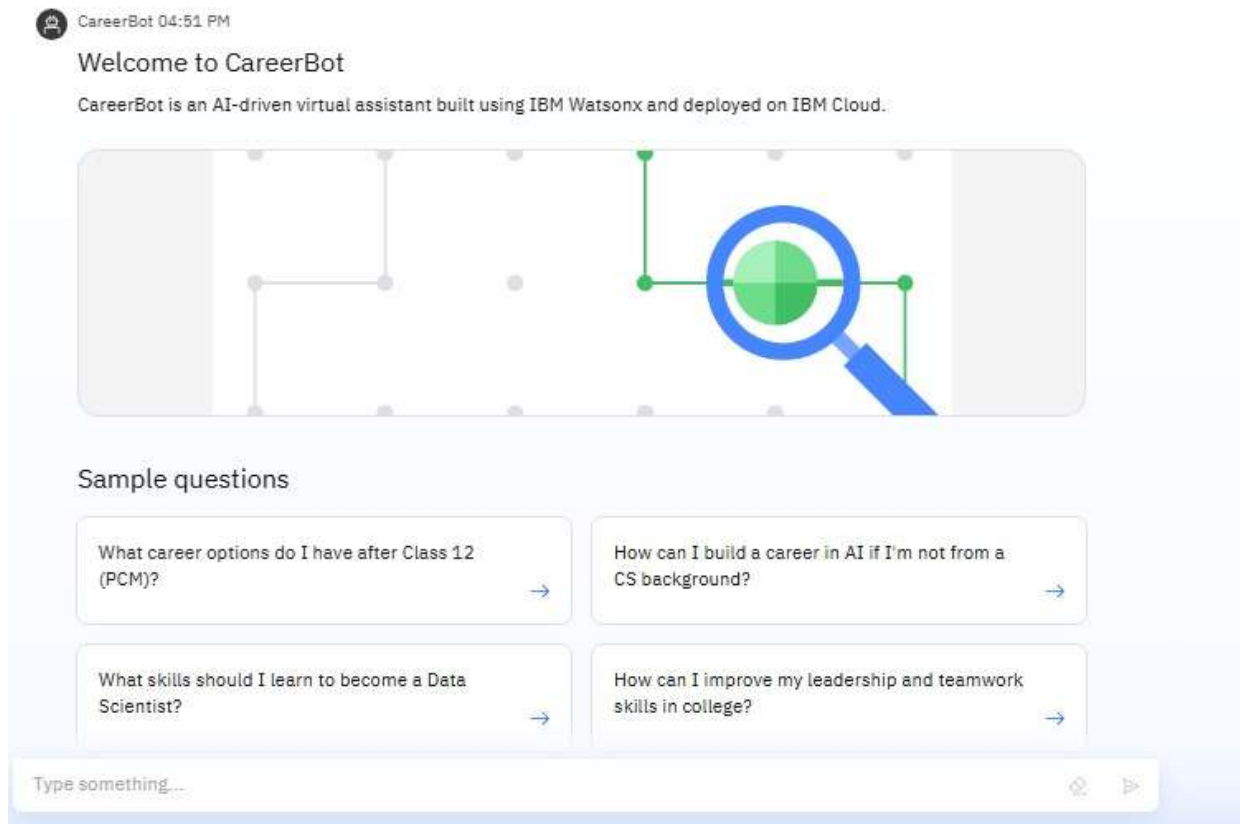 CareerBot 04:51 PM
Welcome to CareerBot
CareerBot is an AI-driven virtual assistant built using IBM Watsonx and deployed on IBM Cloud.
Sample questions
What career options do I have after Class 12
(PCM)?
How can I build a career in AI if I'm not from a
CS background?
What skills should I learn to become a Data
Scientist?
How can I improve my leadership and teamwork
skills in college?
Type something...